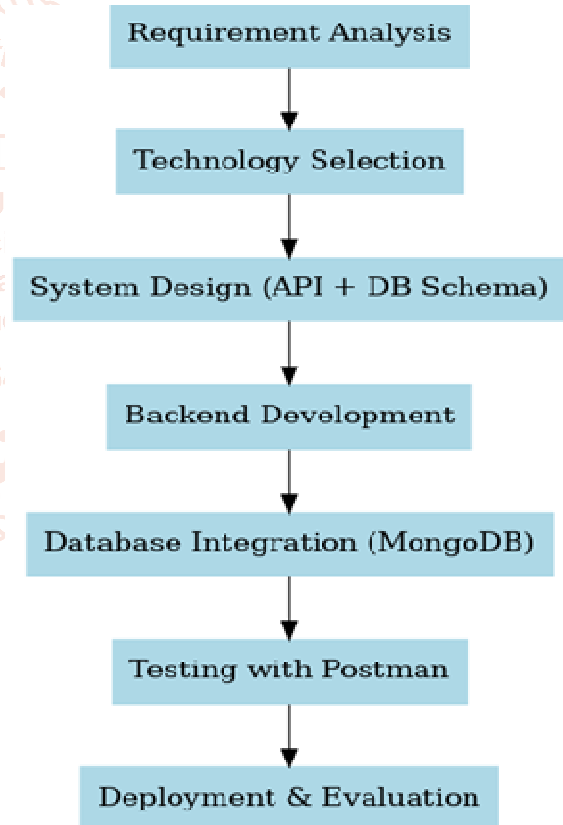 Requirement Analysis
Technology Selection
System Design (API + DB Schema)
Backend Development
Database Integration (MongoDB)
Testing with Postman
Deployment & Evaluation